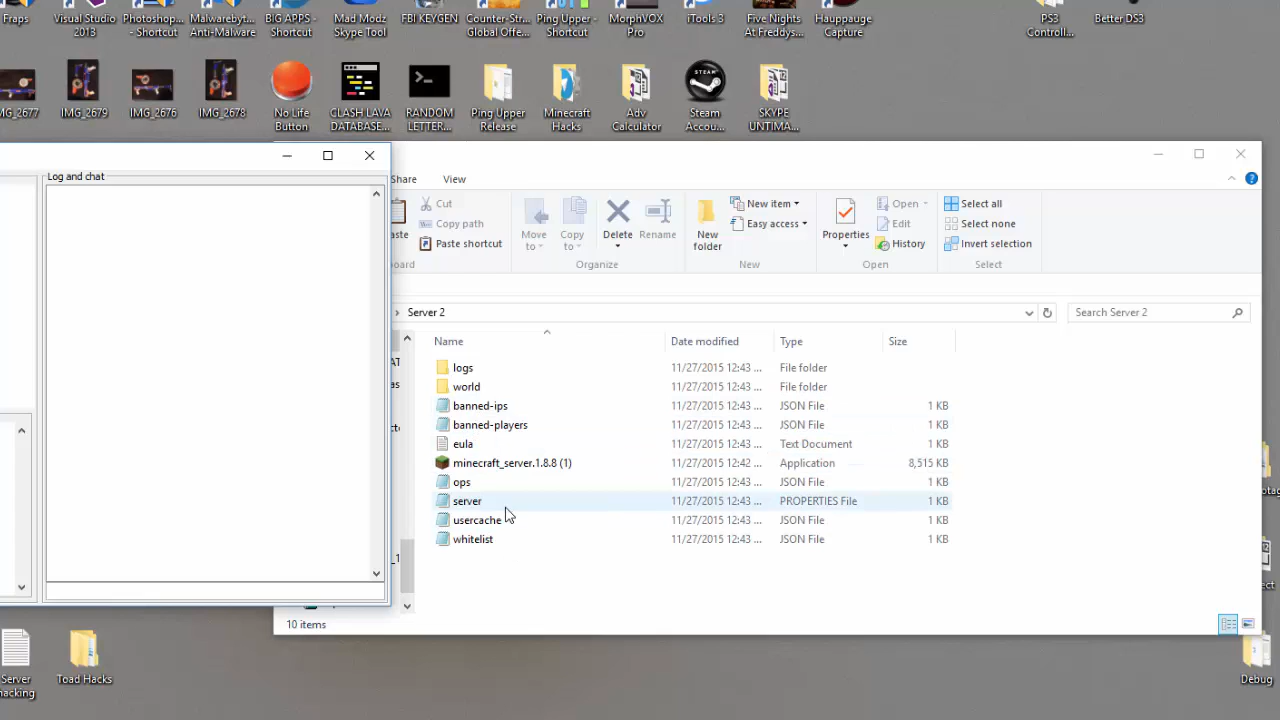 Fraps
Visual Studio
2013
Photoshop...
- Shortcut
Malwarebyt...
Anti-Malware
BIG APPS -
Shortcut
Mad Modz
Skype Tool
FBI KEYGEN
Counter-Str...
Global Offe...
Ping Upper -
Shortcut
MorphVOX
Pro
iTools 3
Five Nights
At Freddys...
Hauppauge
Capture
PS3
Controll...
Better DS3
STEAM
IMG_2677
IMG_2679
IMG_2676
IMG_2678
No Life
Button
CLASH LAVA
DATABASE...
RANDOM
LETTER...
Ping Upper
Release
Minecraft
Hacks
Adv
Calculator
Steam
Accou...
SKYPE
UNTIMA...
Log and chat
Share
View
Cut
Copy path
Paste shortcut
aste
Move
to
Copy
to
Delete
Rename
New
folder
New item
Easy access
Properties
Open
Edit
History
Select all
Select none
Invert selection
oard
Organize
New
Open
Select
Server 2
Search Server 2
Name
Date modified
Type
Size
logs 11/27/2015 12:43 ... File folder
world 11/27/2015 12:43 ... File folder
banned-ips 11/27/2015 12:43 ... JSON File 1 KB
banned-players 11/27/2015 12:43 ... JSON File 1 KB
eula 11/27/2015 12:43 ... Text Document 1 KB
minecraft_server.1.8.8 (1) 11/27/2015 12:42 ... Application 8,515 KB
ops 11/27/2015 12:43 ... JSON File 1 KB
server 11/27/2015 12:43 ... PROPERTIES File 1 KB
usercache 11/27/2015 12:43 ... JSON File 1 KB
whitelist 11/27/2015 12:43 ... JSON File 1 KB
10 items
Server
hacking
Toad Hacks
Debug